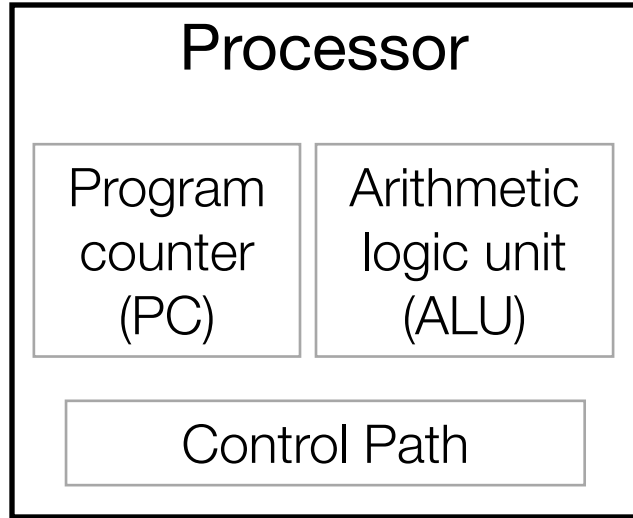 Processor
Program
counter
(PC)
Arithmetic
logic unit
(ALU)
Control Path